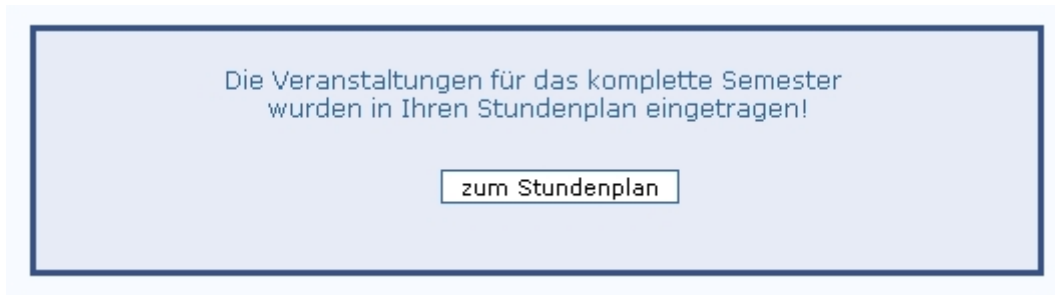 Die Veranstaltungen für das komplette Semester
wurden in Ihren Stundenplan eingetragen!
zum Stundenplan